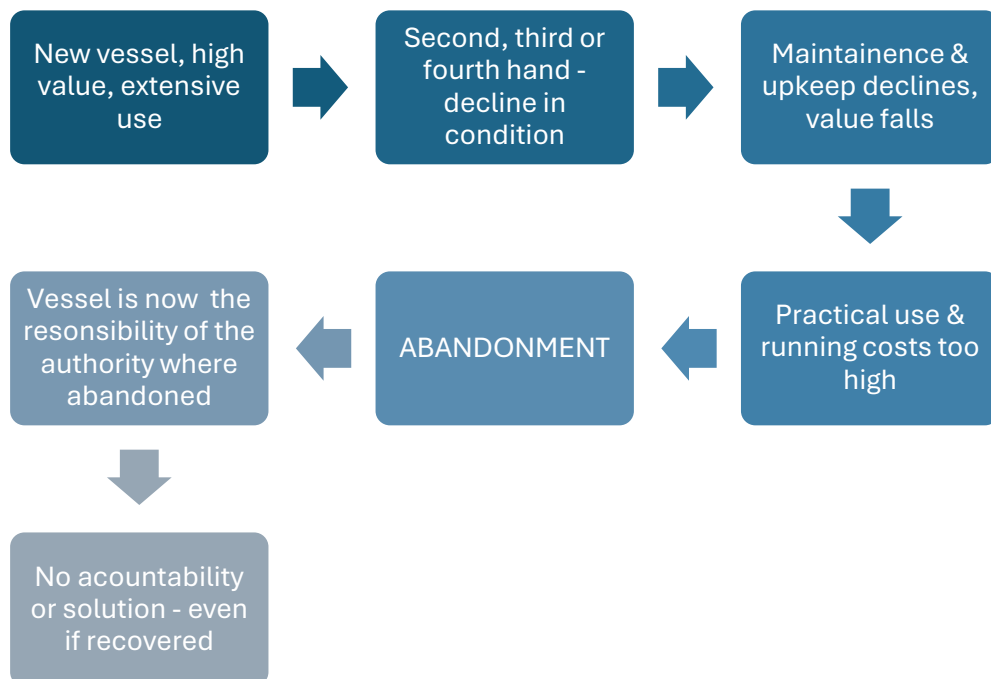 New vessel, high
value, extensive
use
Second, third or
fourth hand -
decline in
condition
Maintainence &
upkeep declines,
value falls
Practical use &
running costs too
high
ABANDONMENT
Vessel is now the
resonsibility of the
authority where
abandoned
No acountability
or solution - even
if recovered